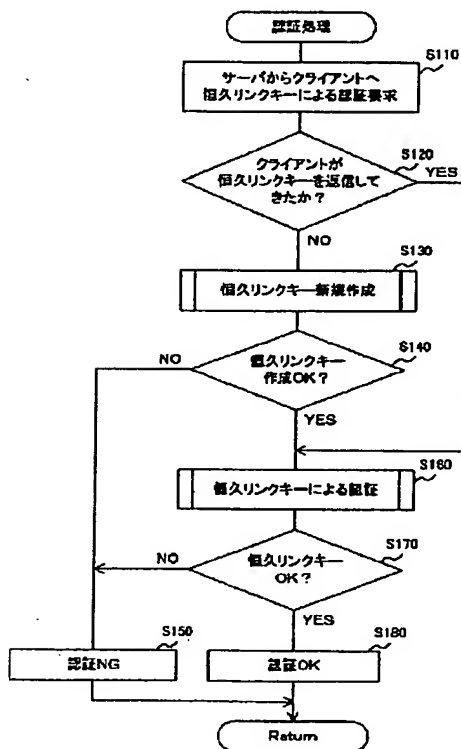 認証処理
S110
サーバからクライアントへ
恒久リンクキーによる認証要求
S120
クライアントが
恒久リンクキーを返信して
きたか？
YES
NO
S130
恒久リンクキー新規作成
S140
NO
恒久リンクキー
作成OK？
YES
S160
恒久リンクキーによる認証
S170
NO
恒久リンクキー
OK？
YES
S150
S180
認証NG
認証OK
Return